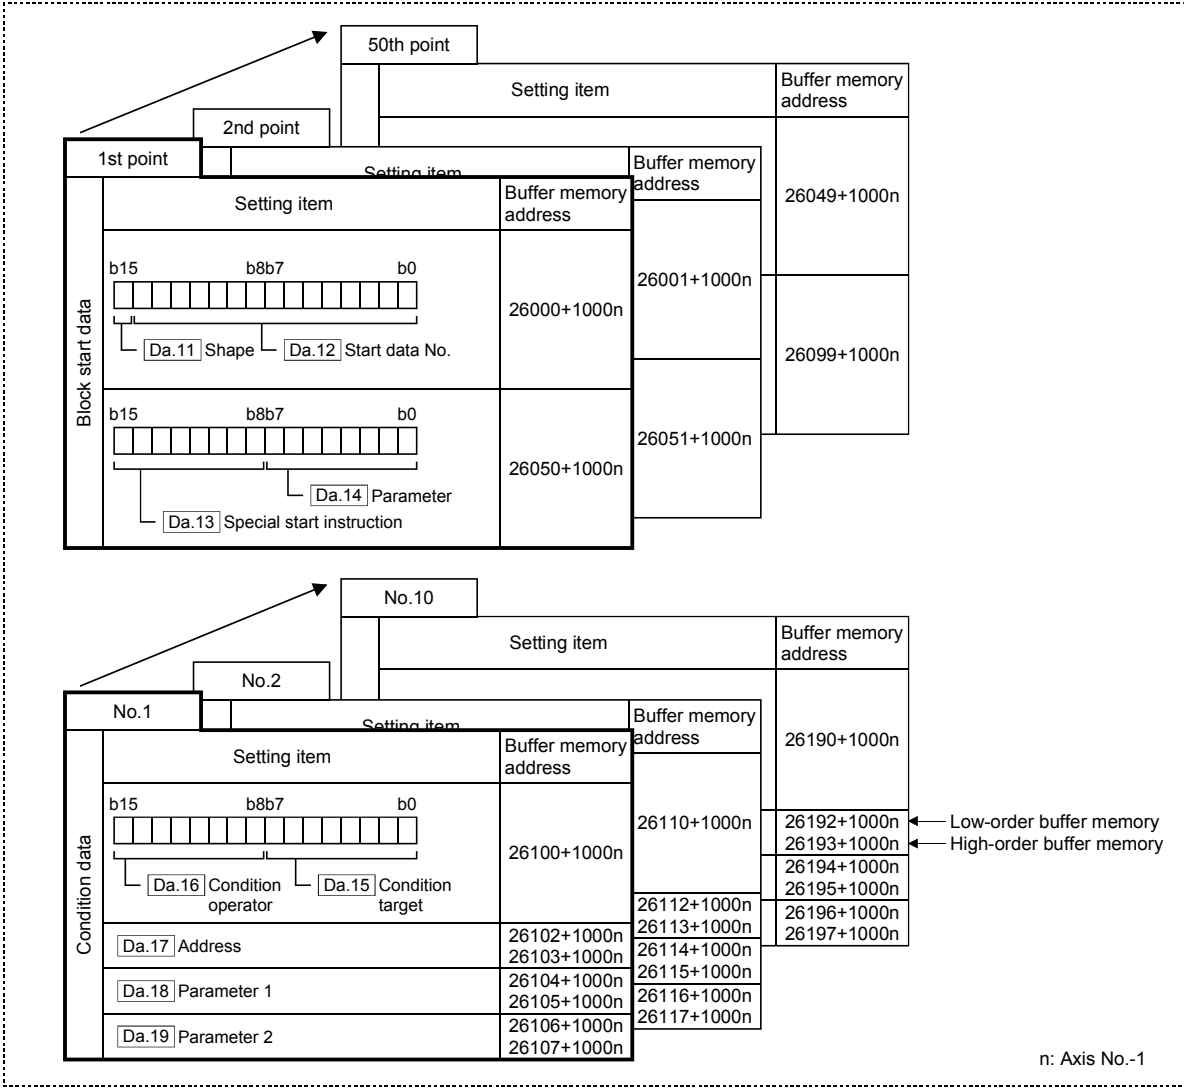 50th point
Setting item
Buffer memory
address
26049+1000n
26099+1000n
2nd point
Setting item
Buffer memory
address
26001+1000n
26051+1000n
1st point
Block start data
Setting item
Buffer memory
address
b15 b8b7 b0
Da.11 Shape Da.12 Start data No.
26000+1000n
b15 b8b7 b0
Da.14 Parameter
Da.13 Special start instruction
26050+1000n
No.10
Setting item
Buffer memory
address
26190+1000n
26192+1000n Low-order buffer memory
26193+1000n High-order buffer memory
26194+1000n
26195+1000n
26196+1000n
26197+1000n
No.2
Setting item
Buffer memory
address
26110+1000n
26112+1000n
26113+1000n
26114+1000n
26115+1000n
26116+1000n
26117+1000n
No.1
Condition data
Setting item
Buffer memory
address
b15 b8b7 b0
Da.16 Condition
operator
Da.15 Condition
target
26100+1000n
Da.17 Address
26102+1000n
26103+1000n
Da.18 Parameter 1
26104+1000n
26105+1000n
Da.19 Parameter 2
26106+1000n
26107+1000n
n: Axis No.-1